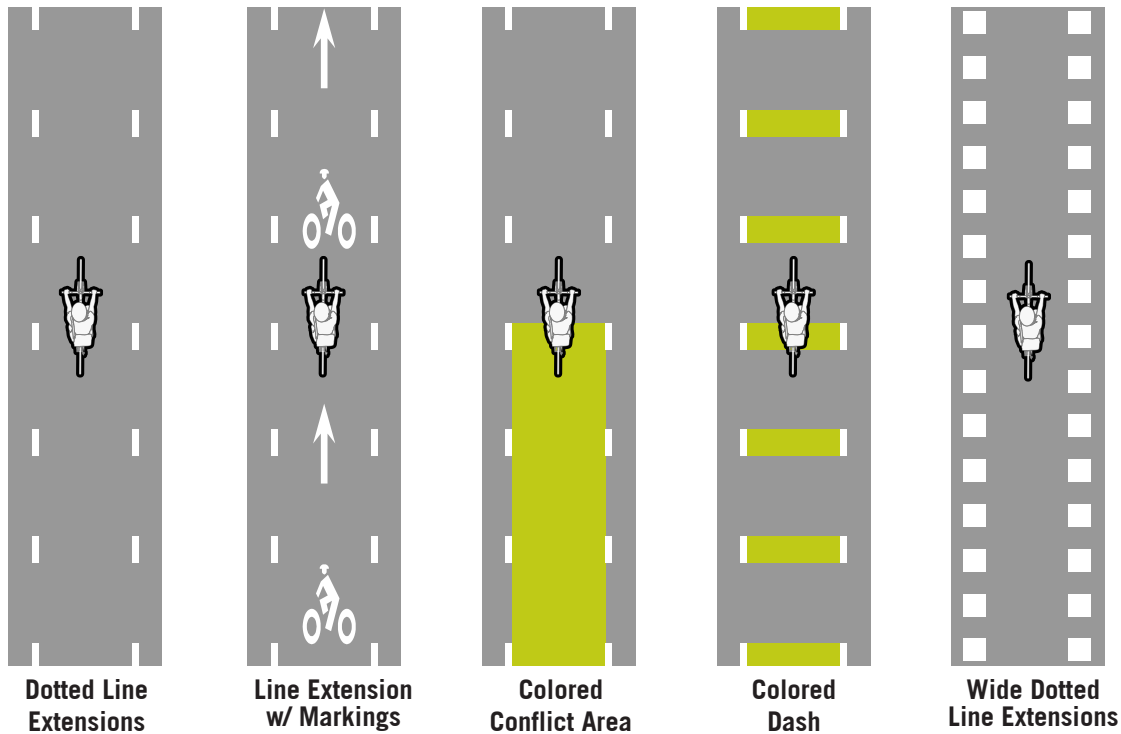 Dotted Line
Extensions
Line Extension
w/ Markings
Colored
Conflict Area
Colored
Dash
Wide Dotted
Line Extensions